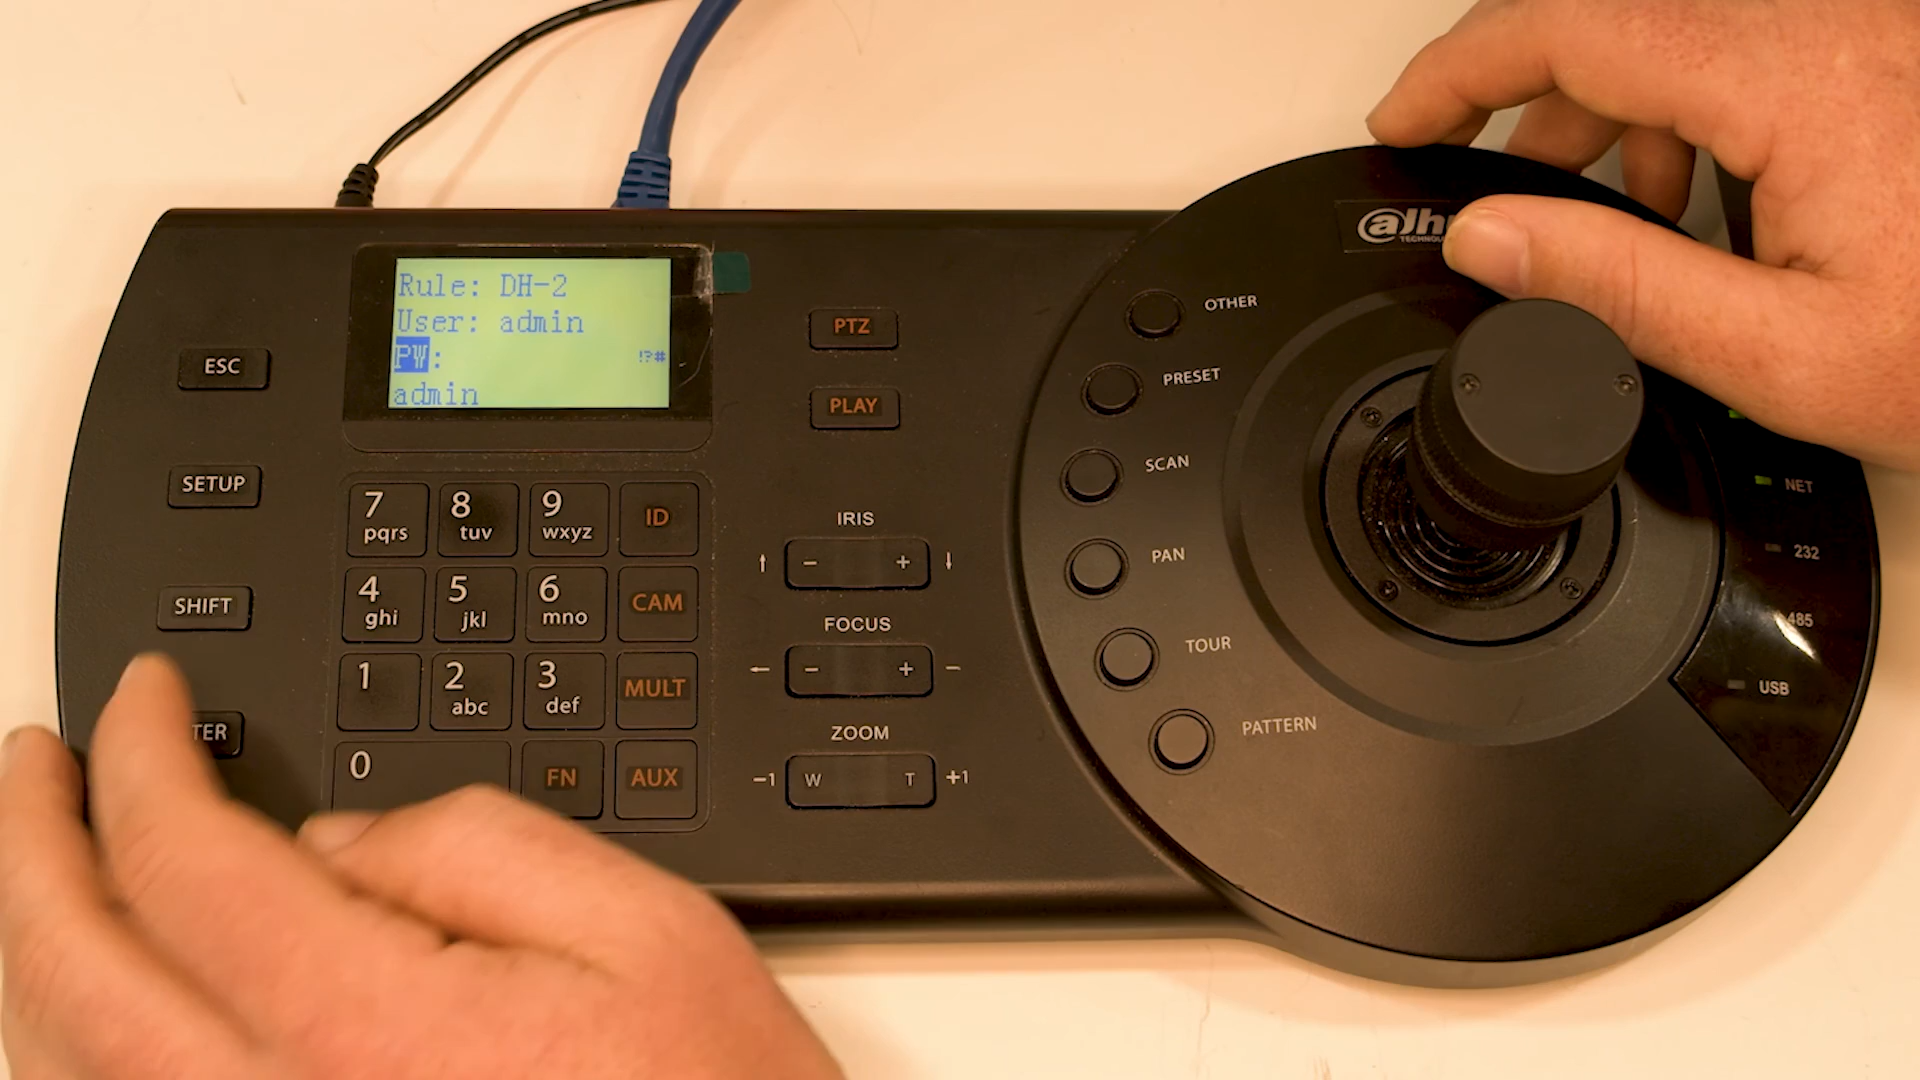 Rule: DH-2
User: admin
PW: !?#
admin
ESC
SETUP
SHIFT
7 pqrs
8 tuv
9 wxyz
ID
4 ghi
5 jkl
6 mno
CAM
1
2 abc
3 def
MULT
0
FN
AUX
PTZ
PLAY
IRIS
↑ − + ↓
FOCUS
← − + −
ZOOM
−1 W T +1
OTHER
PRESET
SCAN
PAN
TOUR
PATTERN
NET
232
485
USB